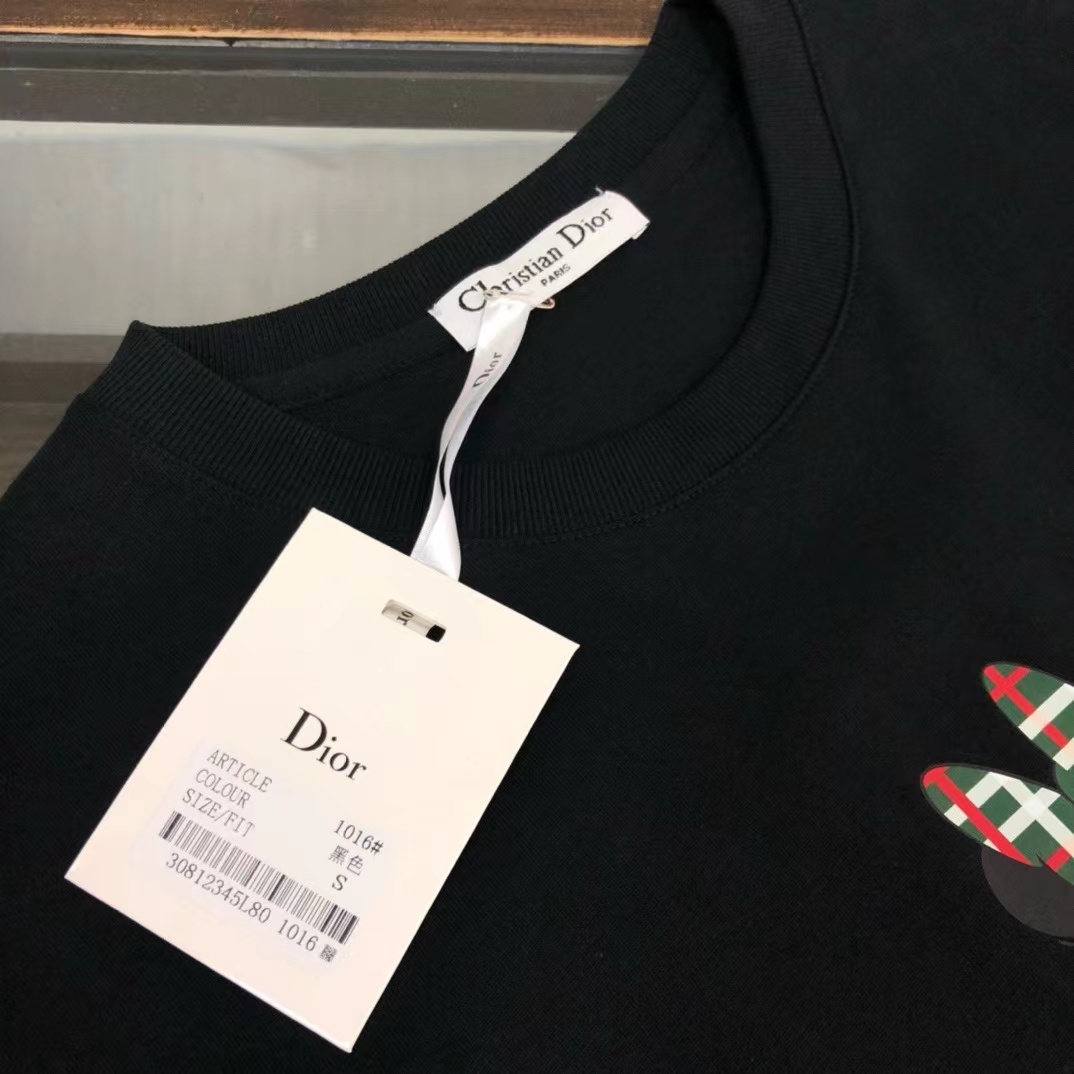 Christian Dior
PARIS
Dior
Dior
ARTICLE 1016#
COLOUR 黑色
SIZE/FIT S
30812345L80 1016